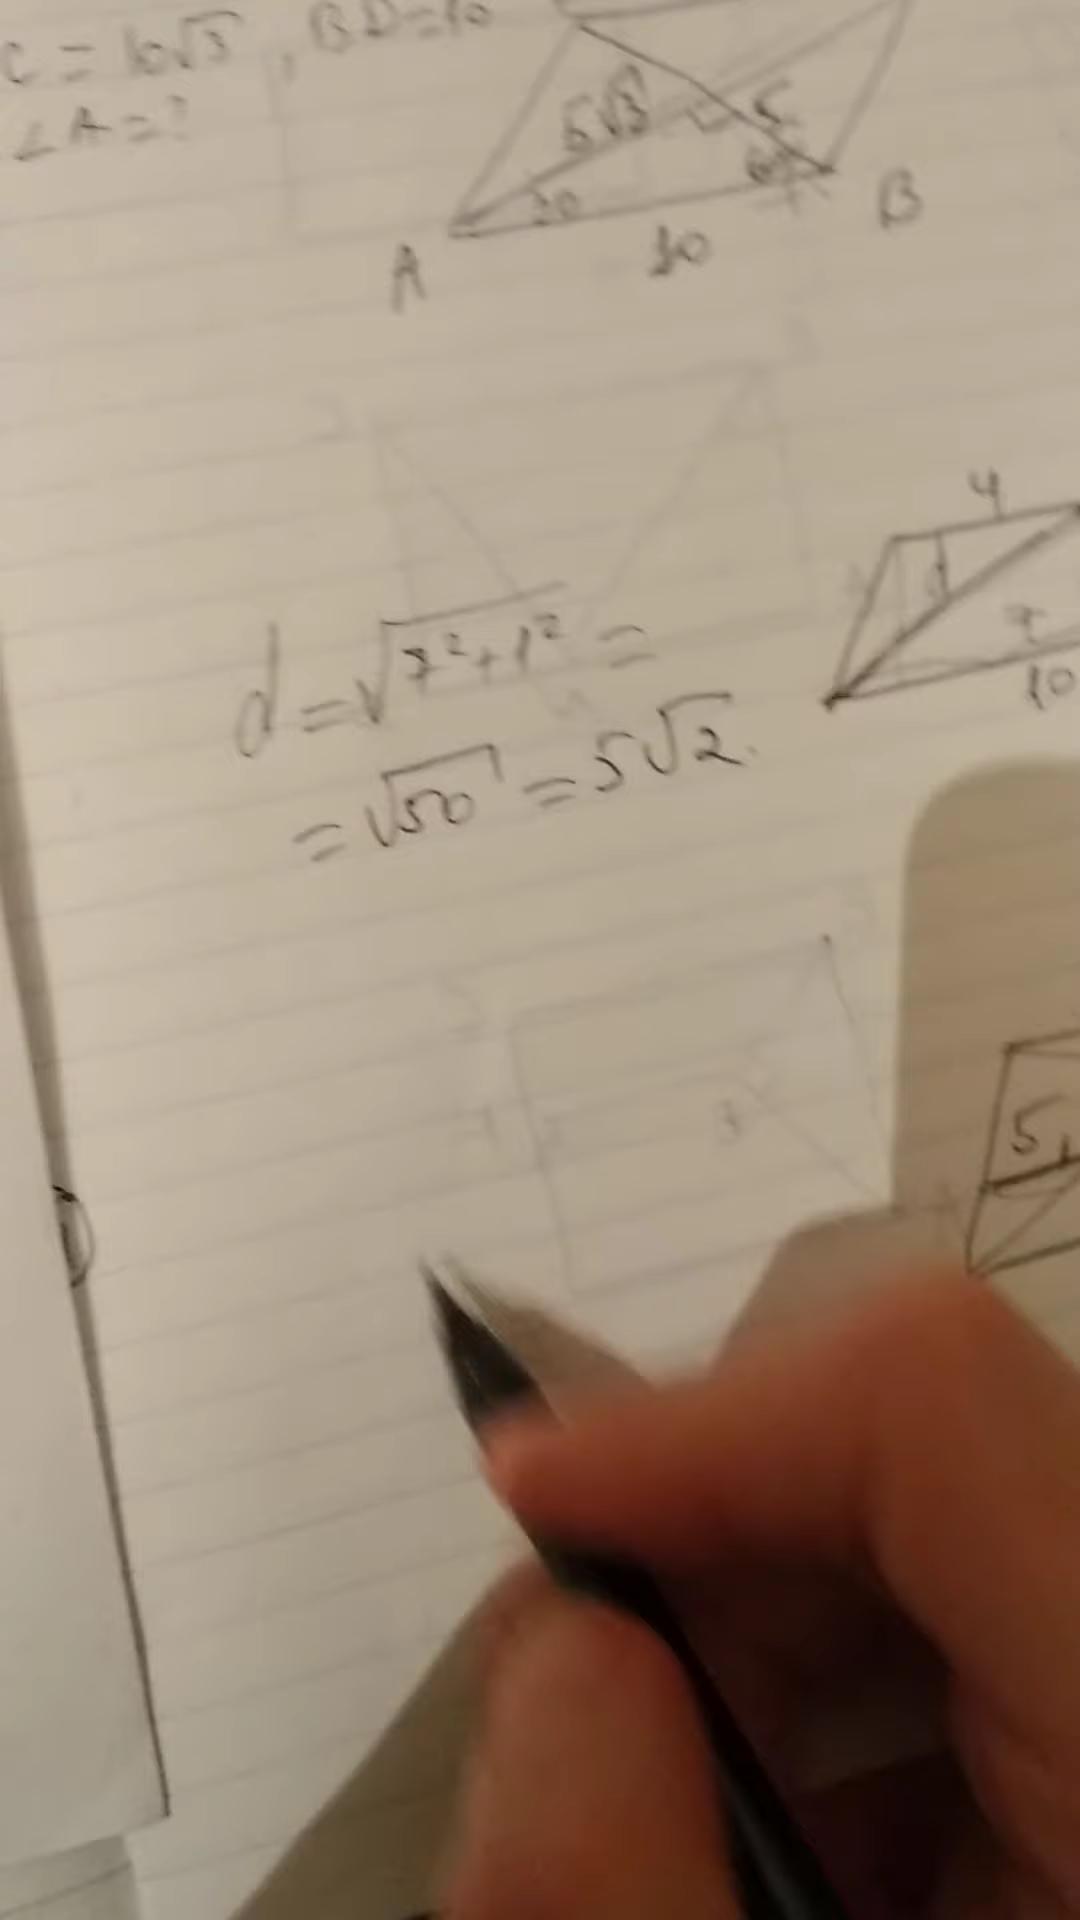 C = 10√3, BD=10
∠A=?
5√3 5
30 60
A 10 B
4
1
7
10
d = √7²+1² =
= √50 = 5√2.
5,